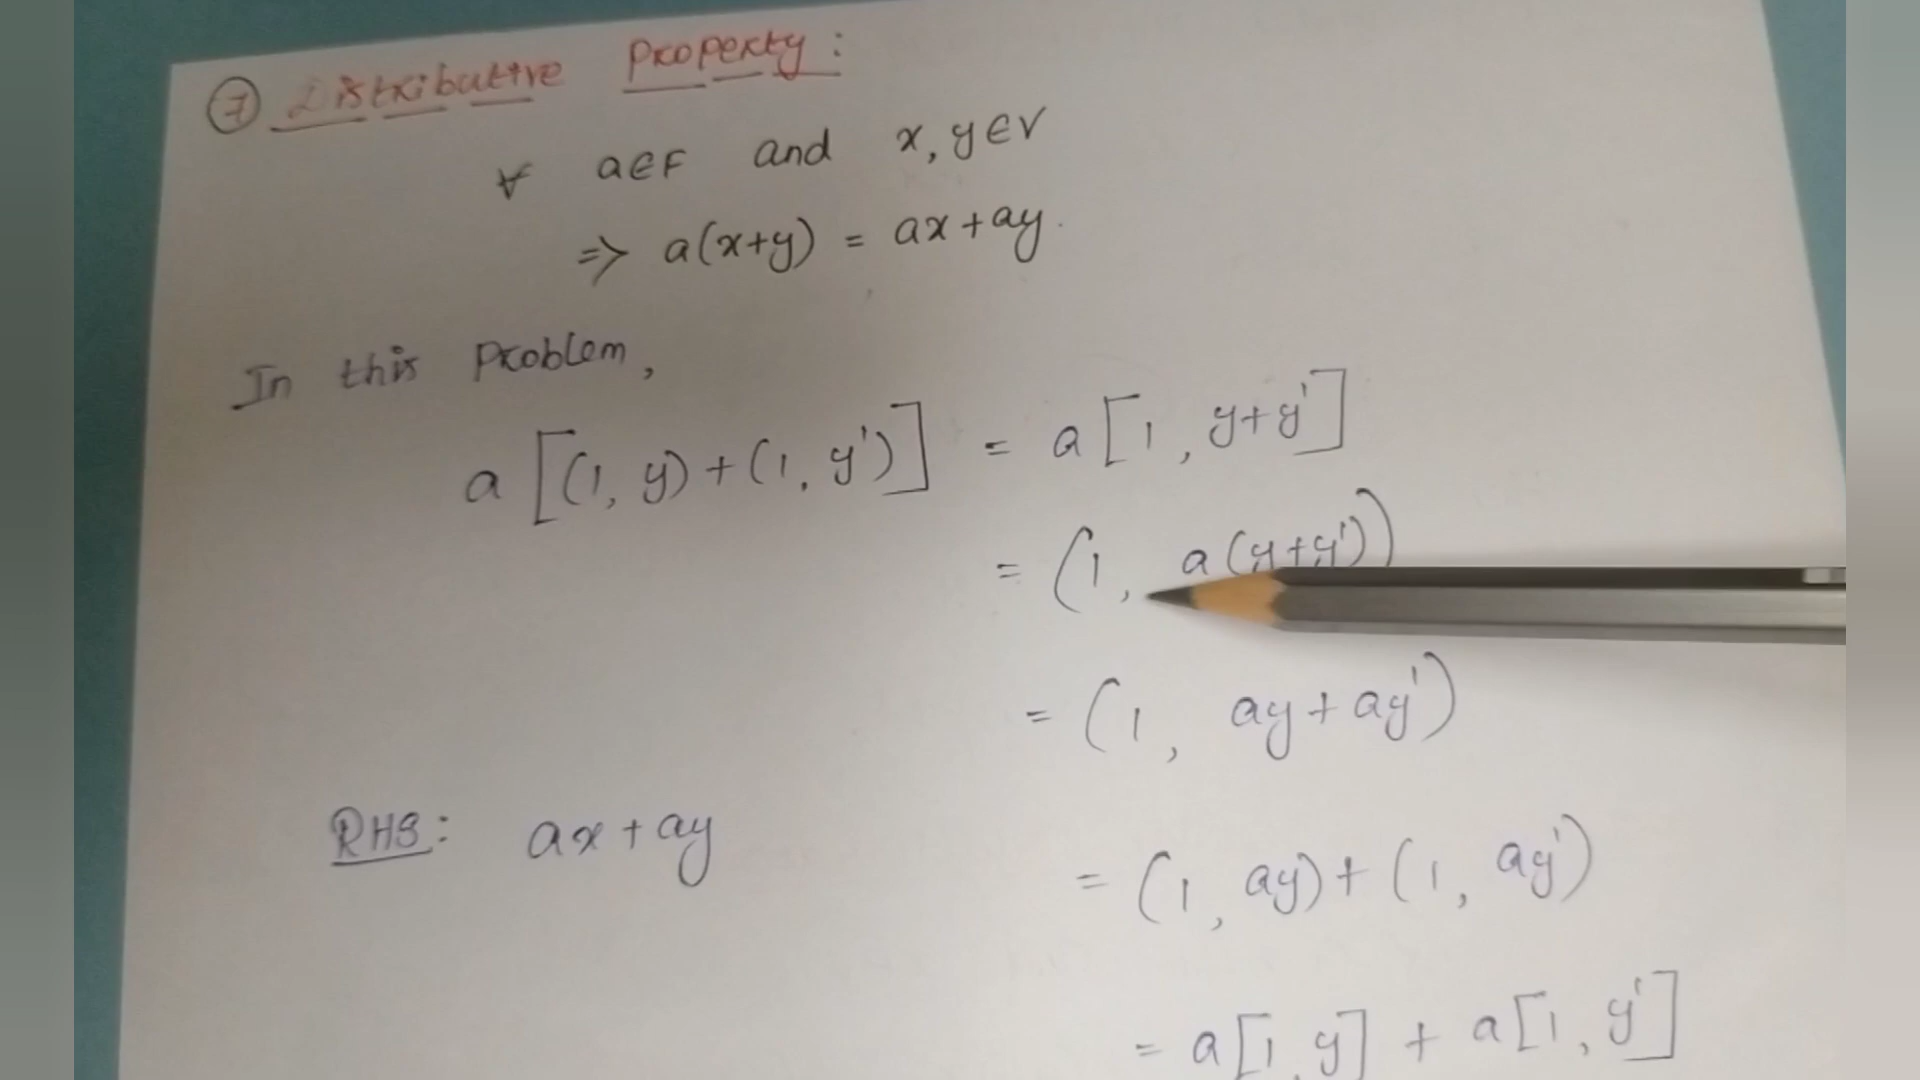 ⑦ Distributive Property:
∀ a∈F and x, y∈V
⇒ a(x+y) = ax+ay.
In this Problem,
a[(1, y)+(1, y')] = a[1, y+y']
= (1, a(y+y'))
= (1, ay+ay')
RHS: ax+ay
= (1, ay)+(1, ay')
= a[1, y] + a[1, y']